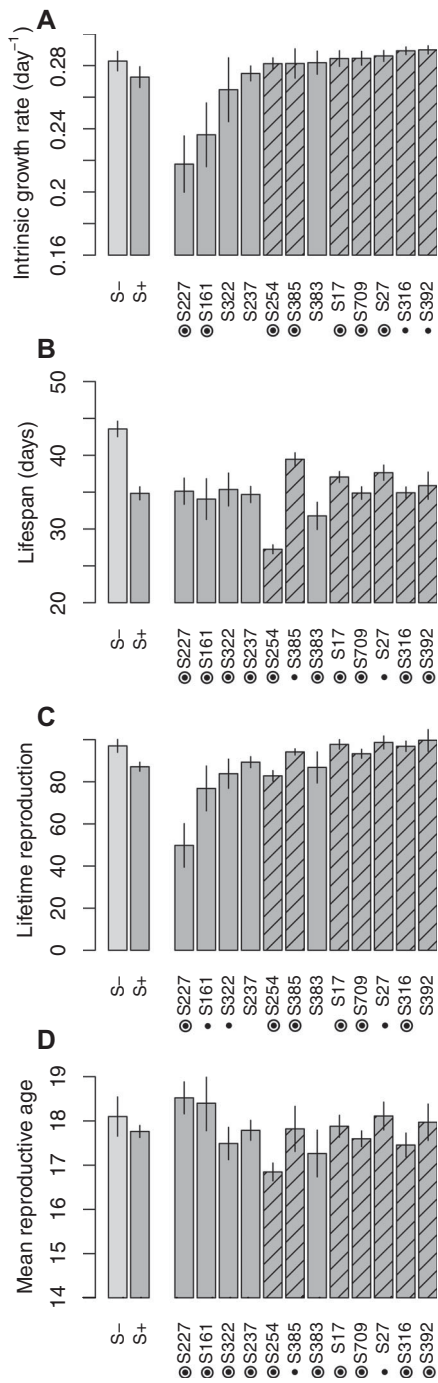 A
Intrinsic growth rate (day−1)
0.16 0.2 0.24 0.28
S− S+ S227 S161 S322 S237 S254 S385 S383 S17 S709 S27 S316 S392
B
Lifespan (days)
20 30 40 50
S− S+ S227 S161 S322 S237 S254 S385 S383 S17 S709 S27 S316 S392
C
Lifetime reproduction
0 20 40 60 80
S− S+ S227 S161 S322 S237 S254 S385 S383 S17 S709 S27 S316 S392
D
Mean reproductive age
14 15 16 17 18 19
S− S+ S227 S161 S322 S237 S254 S385 S383 S17 S709 S27 S316 S392